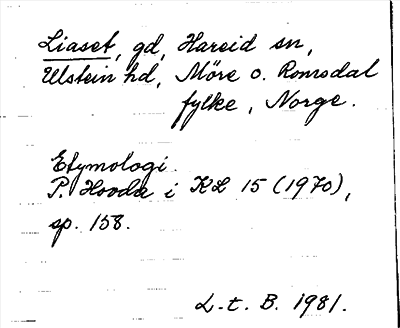 Liaset, gd, Hareid sn,
Ulstein hd, Möre o. Romsdal
fylke, Norge.
Etymologi.
P. Hovda i KL 15 (1970),
sp. 158.
L-t. B. 1981.